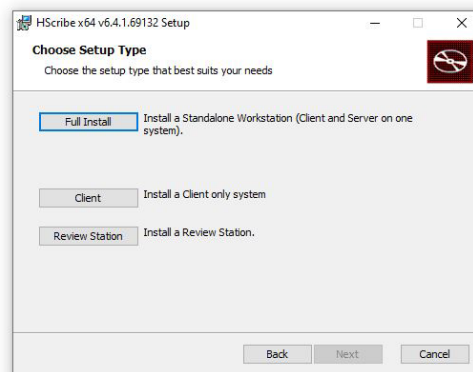 HScribe x64 v6.4.1.69132 Setup
Choose Setup Type
Choose the setup type that best suits your needs
Full Install
Install a Standalone Workstation (Client and Server on one
system).
Client
Install a Client only system
Review Station
Install a Review Station.
Back
Next
Cancel